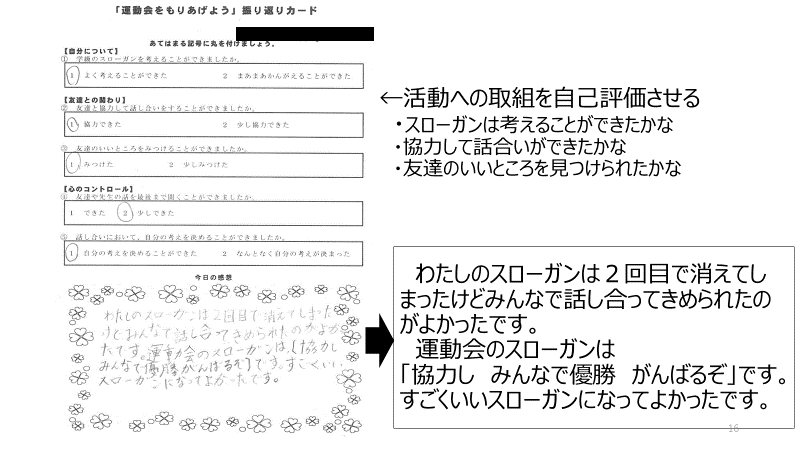 「運動会をもりあげよう」振り返りカード
あてはまる記号に丸を付けましょう。
【自分について】
① 学級のスローガンを考えることができましたか。
1 よく考えることができた 2 まあまあかんがえることができた
【友達との関わり】
② 友達と協力して話し合いをすることができましたか。
1 協力できた 2 少し協力できた
③ 友達のいいところをみつけることができましたか。
1 みつけた 2 少しみつけた
【心のコントロール】
④ 友達や先生の話を最後まで聞くことができましたか。
1 できた 2 少しできた
⑤ 話し合いにおいて，自分の考えを決めることができましたか。
1 自分の考えを決めることができた 2 なんとなく自分の考えが決まった
今日の感想
わたしのスローガンは2回目で消えてしまった
けどみんなで話し合ってきめられたのがよか
たです。運動会のスローガンは、「協力し
みんなで優勝がんばるぞ」です。すごくいい
スローガンになってよかったです。
←活動への取組を自己評価させる
・スローガンは考えることができたかな
・協力して話合いができたかな
・友達のいいところを見つけられたかな
わたしのスローガンは２回目で消えてし
まったけどみんなで話し合ってきめられたの
がよかったです。
運動会のスローガンは
「協力し みんなで優勝 がんばるぞ」です。
すごくいいスローガンになってよかったです。
16